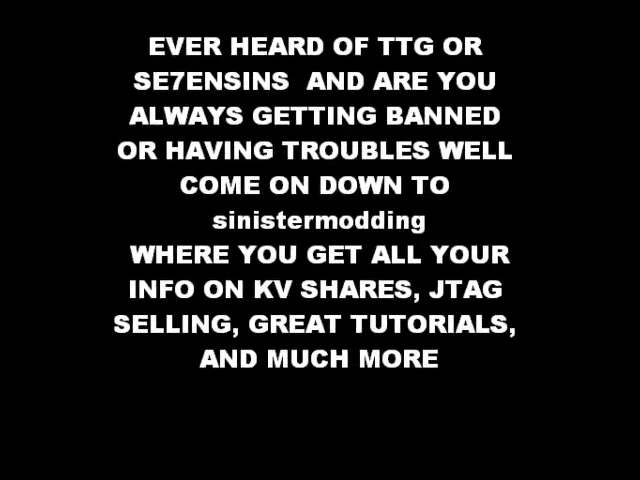 EVER HEARD OF TTG OR
SE7ENSINS AND ARE YOU
ALWAYS GETTING BANNED
OR HAVING TROUBLES WELL
COME ON DOWN TO
sinistermodding
WHERE YOU GET ALL YOUR
INFO ON KV SHARES, JTAG
SELLING, GREAT TUTORIALS,
AND MUCH MORE